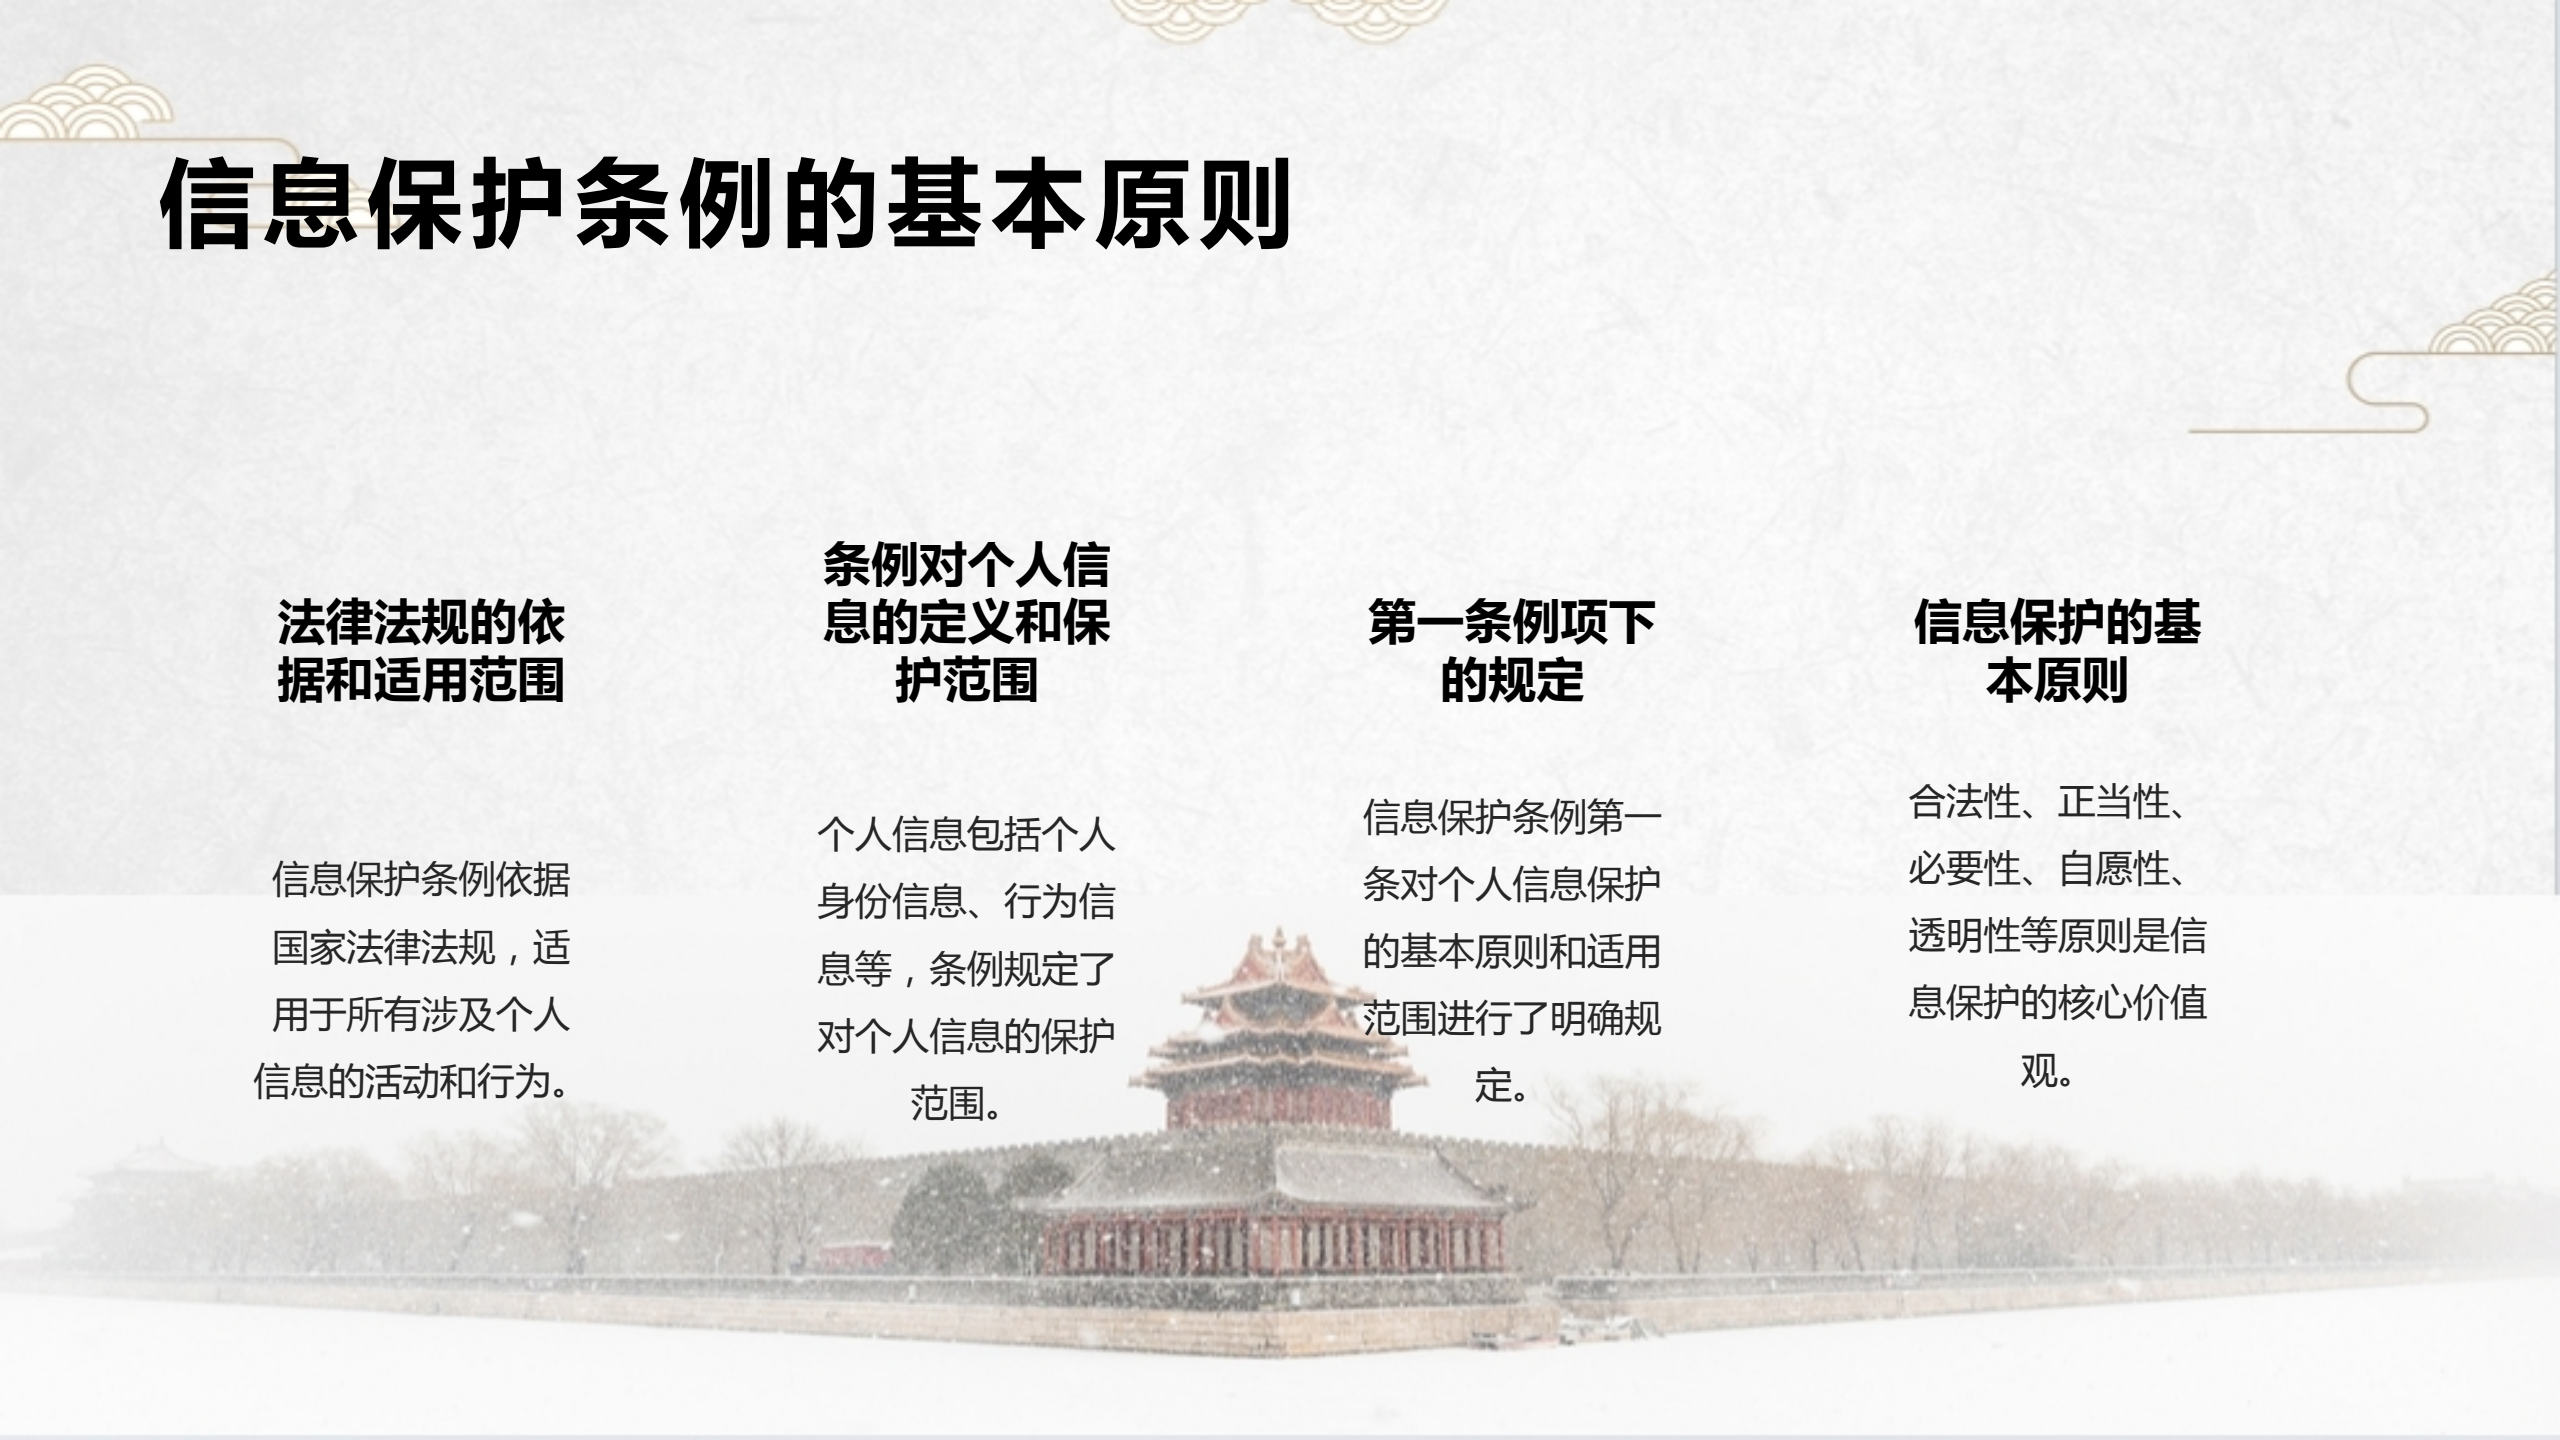 信息保护条例的基本原则
法律法规的依
据和适用范围
信息保护条例依据
国家法律法规，适
用于所有涉及个人
信息的活动和行为。
条例对个人信
息的定义和保
护范围
个人信息包括个人
身份信息、行为信
息等，条例规定了
对个人信息的保护
范围。
第一条例项下
的规定
信息保护条例第一
条对个人信息保护
的基本原则和适用
范围进行了明确规
定。
信息保护的基
本原则
合法性、正当性、
必要性、自愿性、
透明性等原则是信
息保护的核心价值
观。